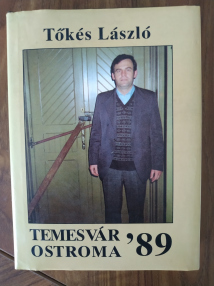 Tőkés László
TEMESVÁR
OSTROMA '89